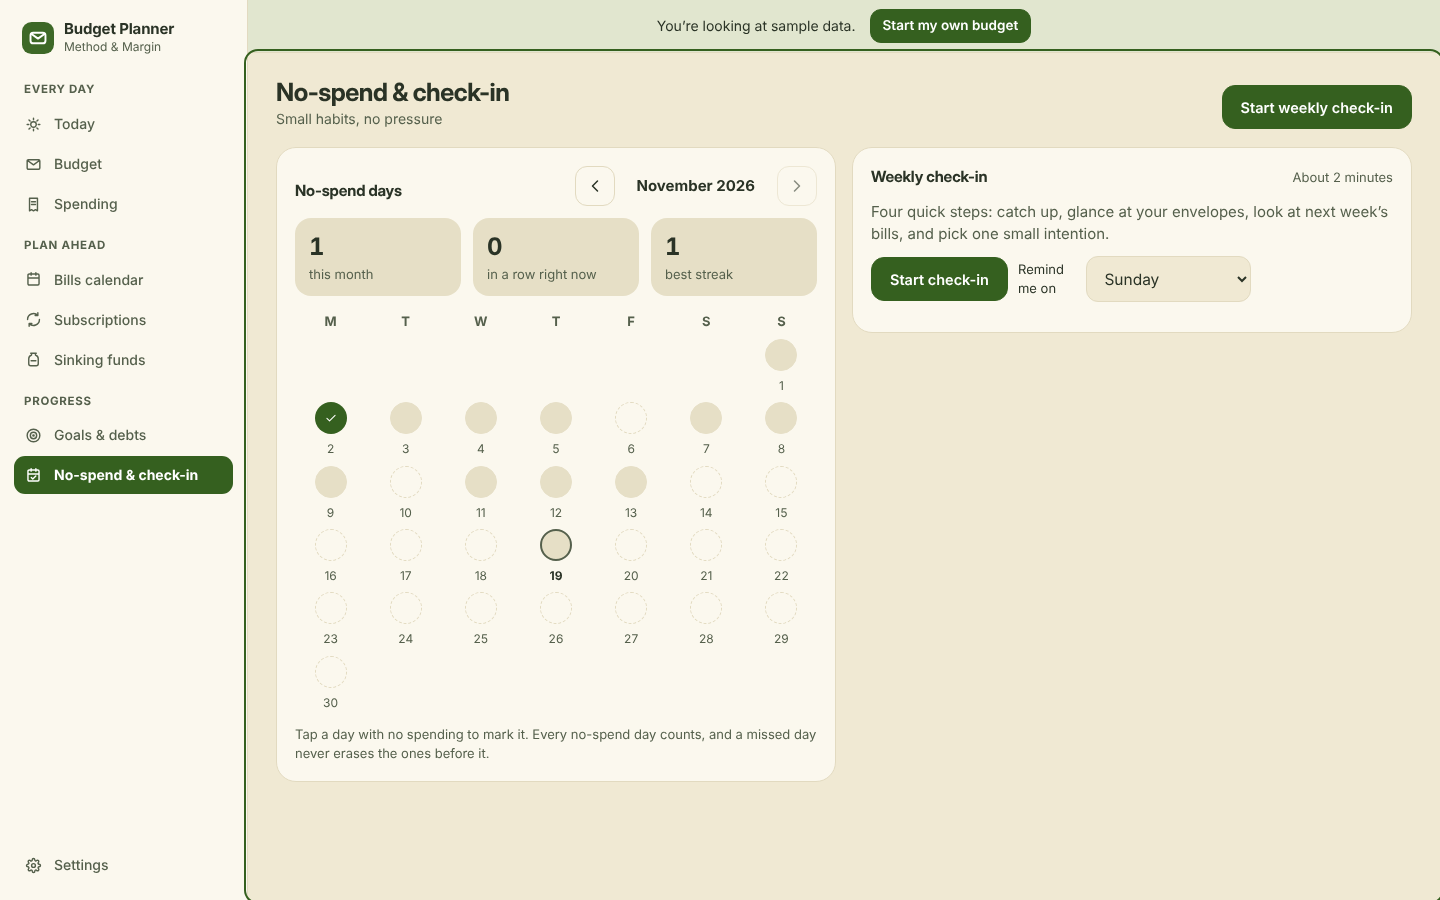 Budget Planner
Method & Margin
EVERY DAY
Today
Budget
Spending
PLAN AHEAD
Bills calendar
Subscriptions
Sinking funds
PROGRESS
Goals & debts
No-spend & check-in
Settings
You’re looking at sample data.
Start my own budget
No-spend & check-in
Small habits, no pressure
Start weekly check-in
No-spend days
November 2026
1
this month
0
in a row right now
1
best streak
M T W T F S S
1
2 3 4 5 6 7 8
9 10 11 12 13 14 15
16 17 18 19 20 21 22
23 24 25 26 27 28 29
30
Tap a day with no spending to mark it. Every no-spend day counts, and a missed day
never erases the ones before it.
Weekly check-in
About 2 minutes
Four quick steps: catch up, glance at your envelopes, look at next week’s
bills, and pick one small intention.
Start check-in
Remind
me on
Sunday